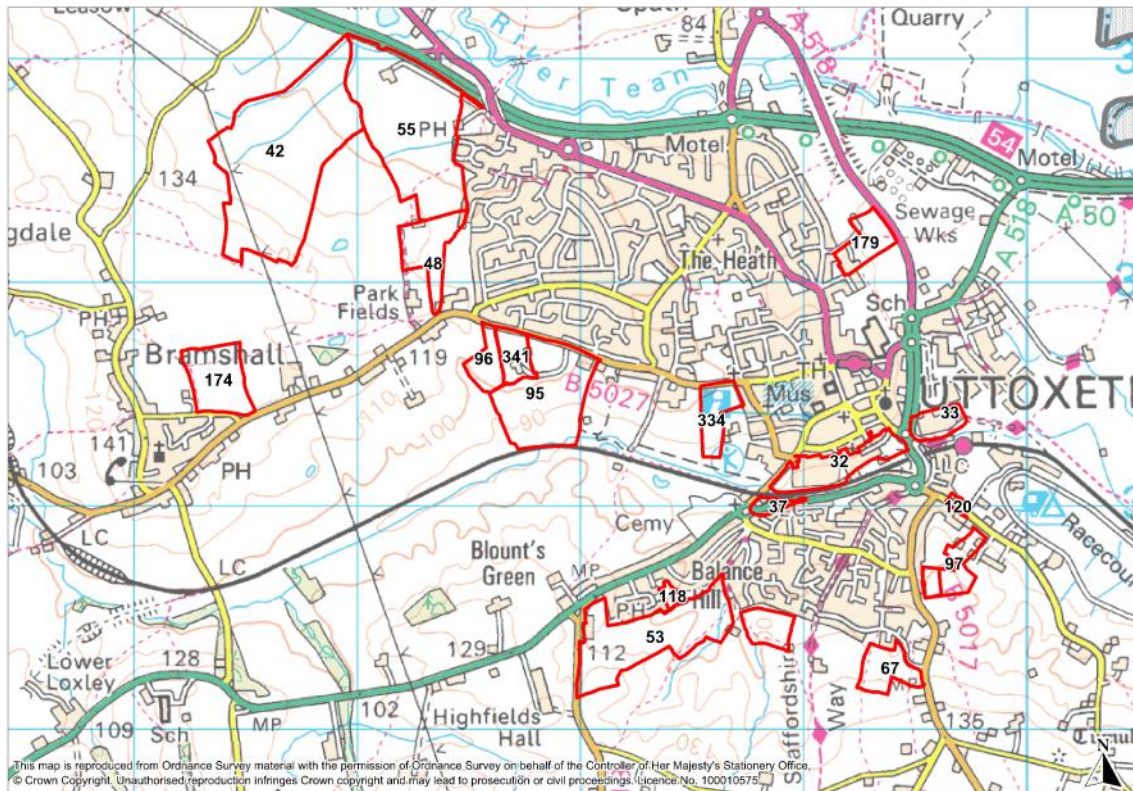 Leasow
River Tean
84
Quarry
A 518
55
PH
42
134
Motel
54
Motel
Sewage
Wks
A 518
A 50
179
gdale
The Heath
48
Park
Fields
Sch
PH
Bramshall
174
119
96
341
95
B 5027
110
100
90
H
Mus
UTTOXETE
334
33
32
120
141
103
PH
LC
LC
37
Cemy
120
Racecour
97
Blount's
Green
MP
Balance
Hill
118
PH
53
112
B 5017
67
MP
Lower
Loxley
128
129
102
109
Sch
MP
Highfields
Hall
Staffordshire
Way
135
30
N
This map is reproduced from Ordnance Survey material with the permission of Ordnance Survey on behalf of the Controller of Her Majesty's Stationery Office,
© Crown Copyright. Unauthorised reproduction infringes Crown copyright and may lead to prosecution or civil proceedings. Licence No. 100010575